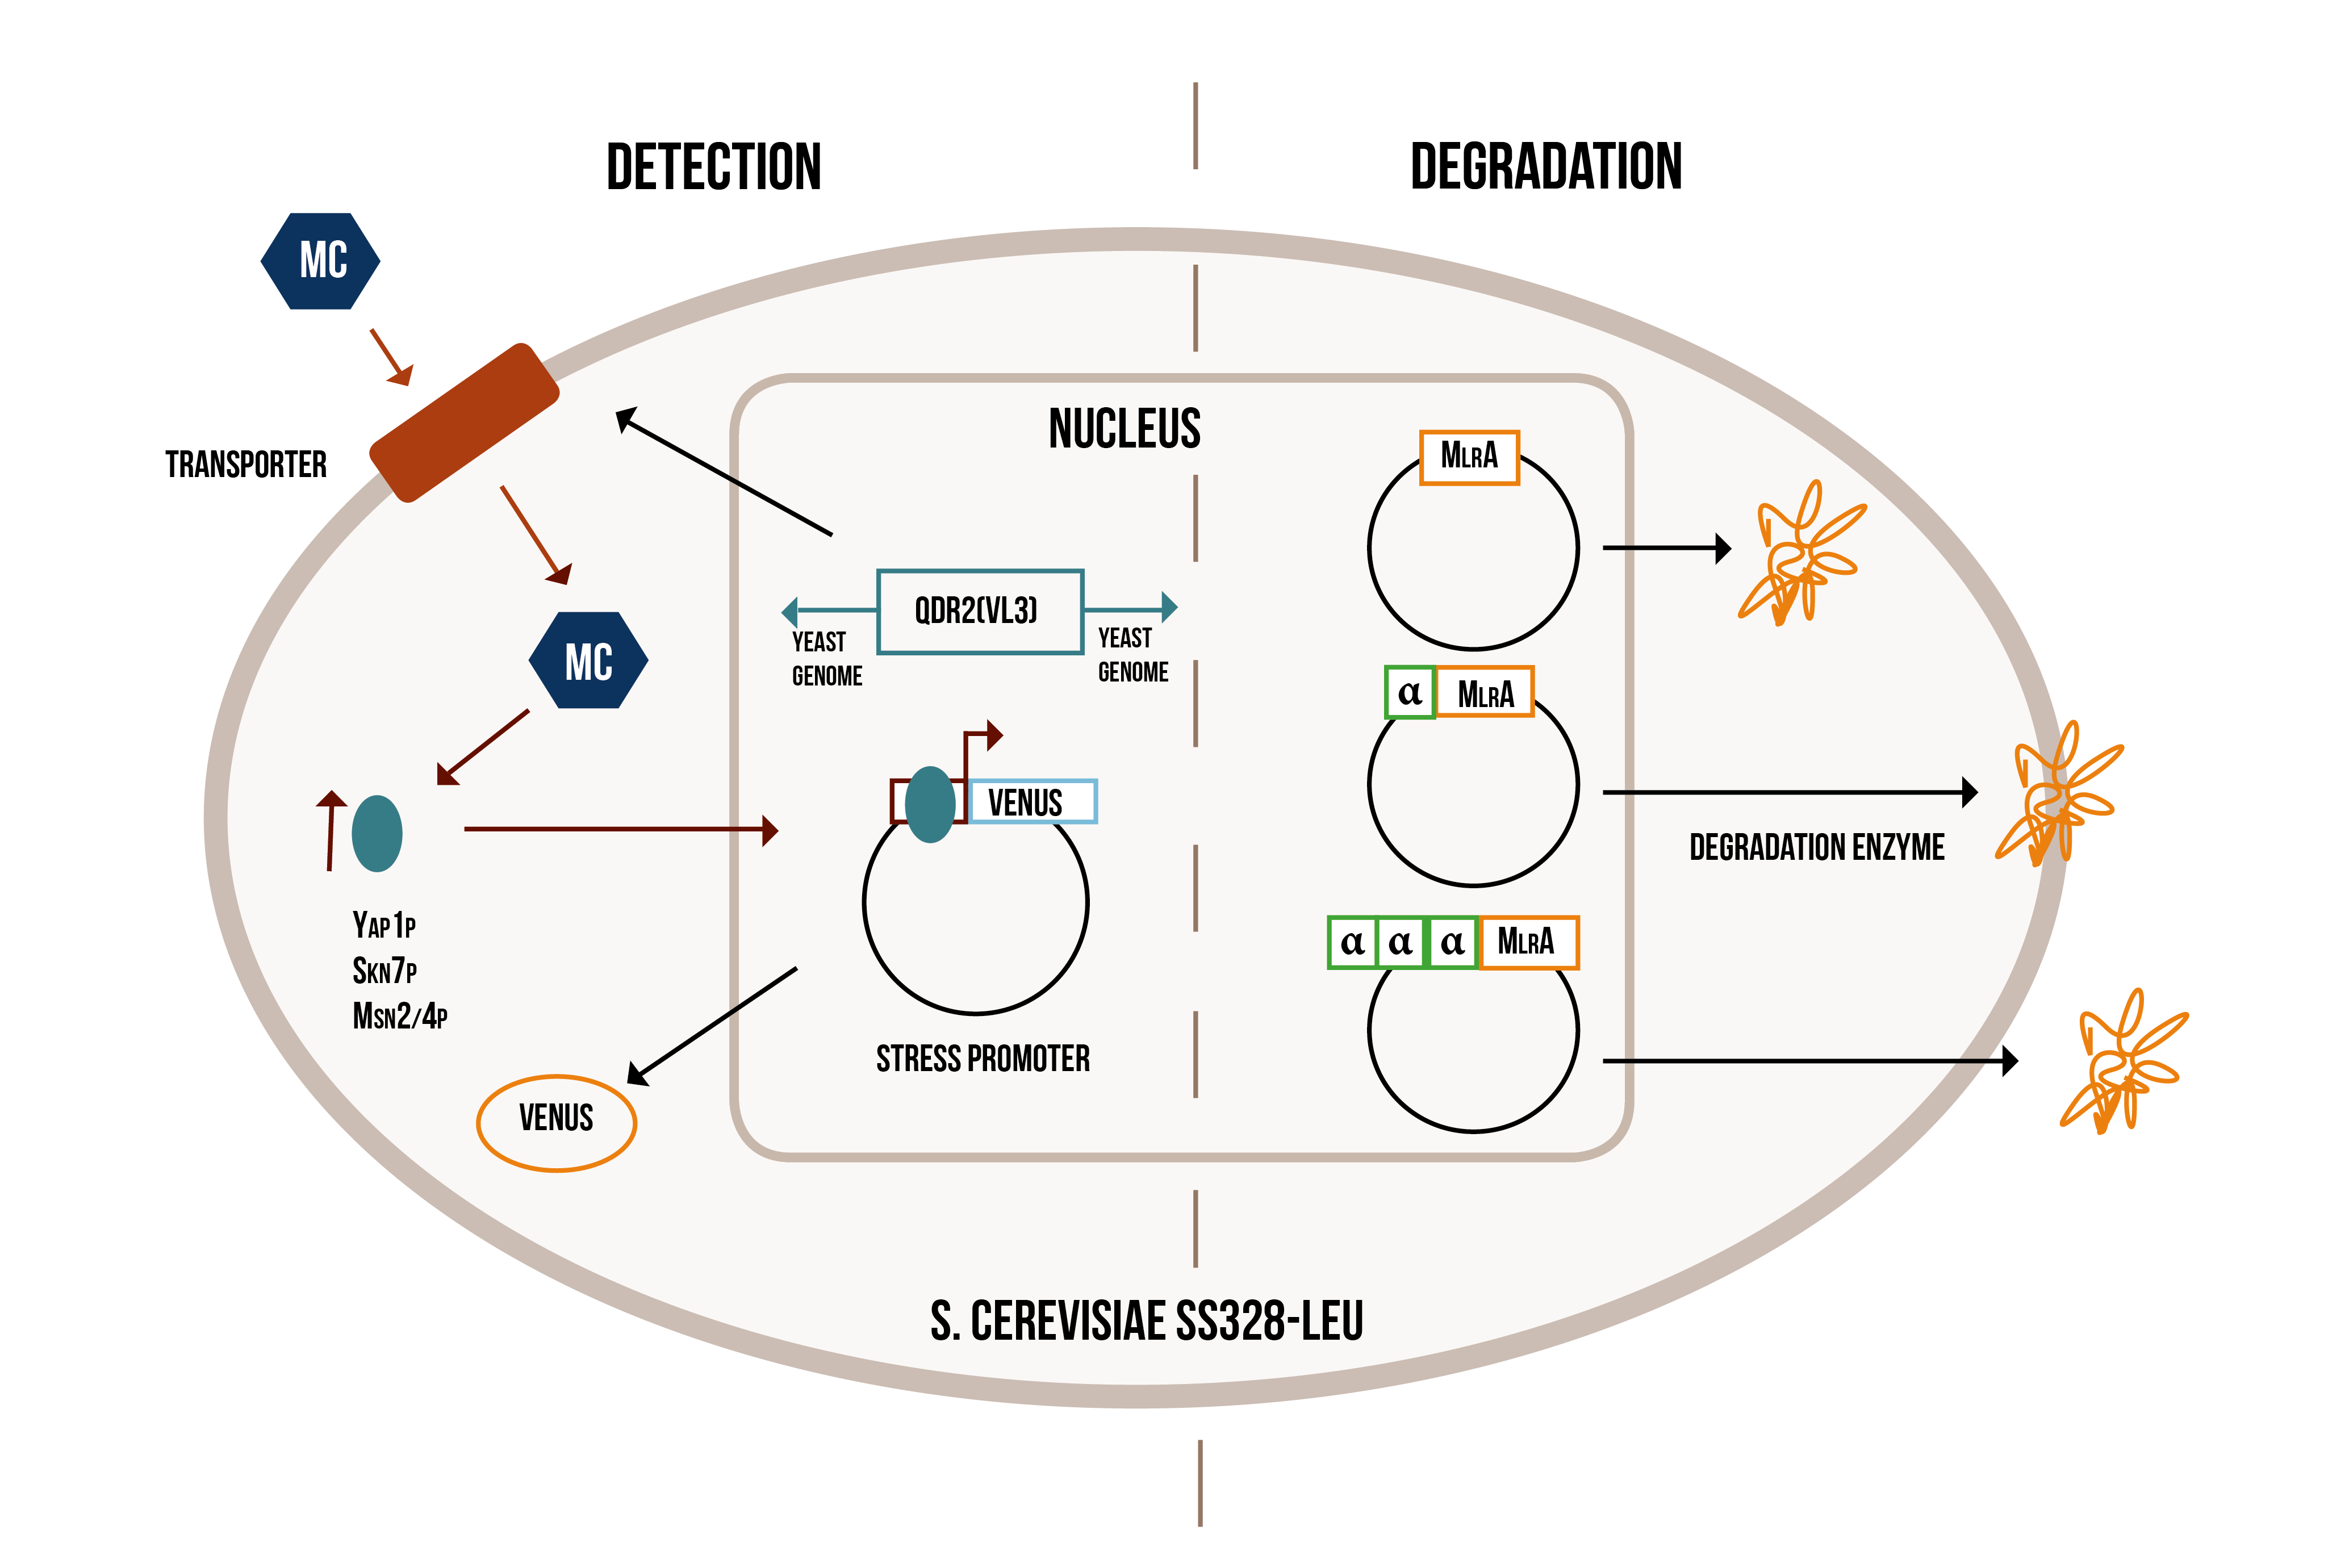 DETECTION
DEGRADATION
MC
TRANSPORTER
NUCLEUS
MlrA
QDR2(VL3)
YEAST
GENOME
YEAST
GENOME
MC
α MlrA
VENUS
DEGRADATION ENZYME
Yap1p
Skn7p
Msn2/4p
α α α MlrA
STRESS PROMOTER
VENUS
S. CEREVISIAE SS328-LEU